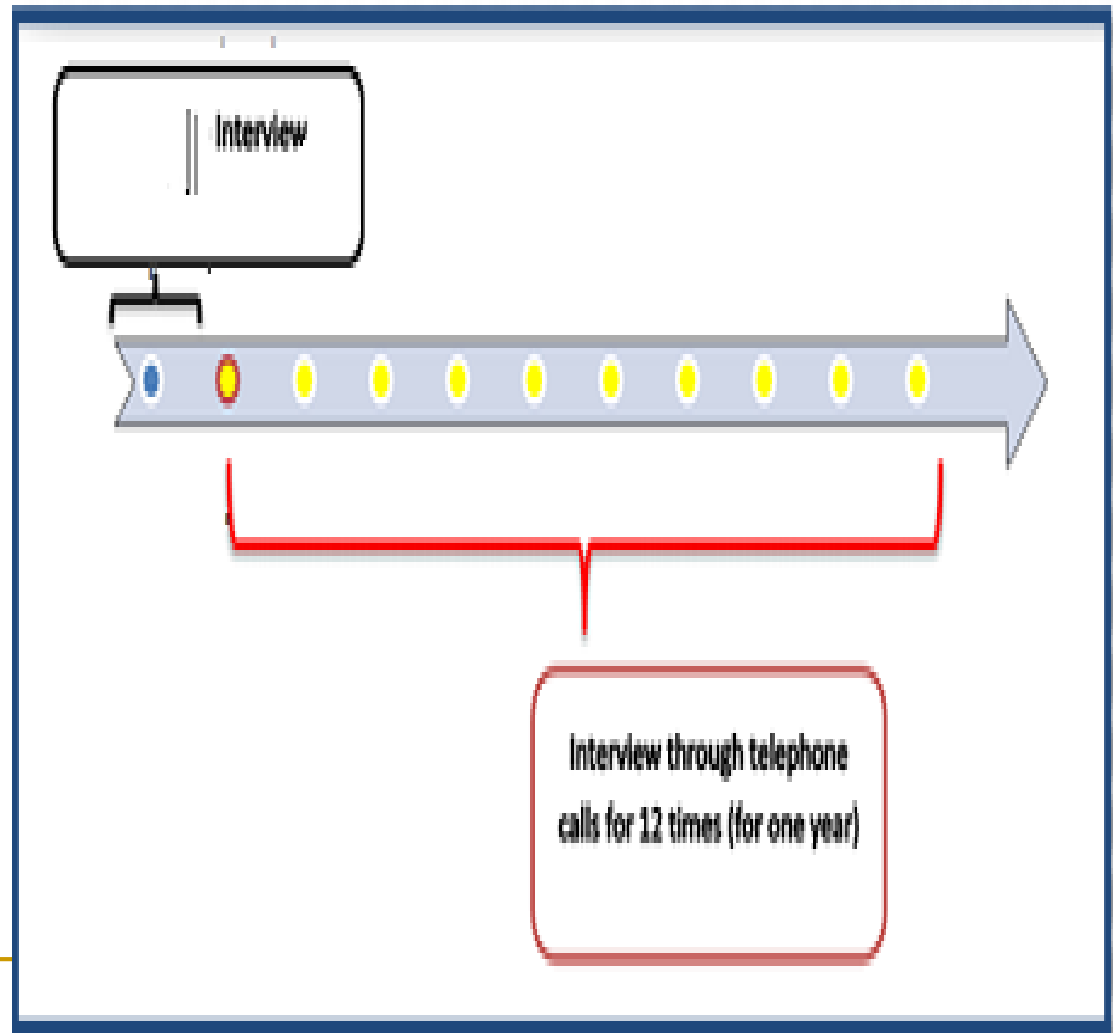 Interview
Interview through telephone
calls for 12 times (for one year)